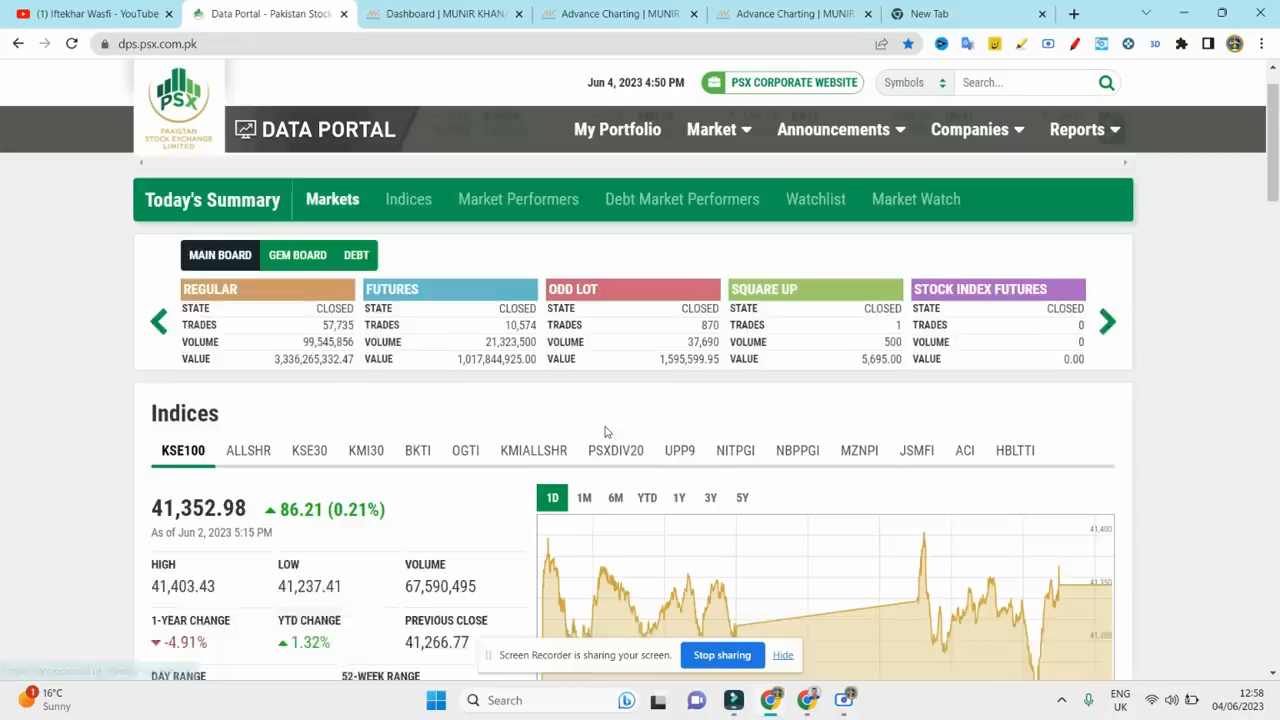 Iftekhar Wasfi - YouTube
Data Portal - Pakistan Stock
Dashboard | MUNIR KHAN
Advance Charting | MUNIR
Advance Charting | MUNIR
New Tab
dps.psx.com.pk
PSX
PAKISTAN
STOCK EXCHANGE
LIMITED
Jun 4, 2023 4:50 PM
PSX CORPORATE WEBSITE
Symbols
Search...
DATA PORTAL
My Portfolio
Market
Announcements
Companies
Reports
Today's Summary
Markets
Indices
Market Performers
Debt Market Performers
Watchlist
Market Watch
MAIN BOARD
GEM BOARD
DEBT
REGULAR
STATE CLOSED
TRADES 57,735
VOLUME 99,545,856
VALUE 3,336,265,332.47
FUTURES
STATE CLOSED
TRADES 10,574
VOLUME 21,323,500
VALUE 1,017,844,925.00
ODD LOT
STATE CLOSED
TRADES 870
VOLUME 37,690
VALUE 1,595,599.95
SQUARE UP
STATE CLOSED
TRADES 1
VOLUME 500
VALUE 5,695.00
STOCK INDEX FUTURES
STATE CLOSED
TRADES 0
VOLUME 0
VALUE 0.00
Indices
KSE100 ALLSHR KSE30 KMI30 BKTI OGTI KMIALLSHR PSXDIV20 UPP9 NITPGI NBPPGI MZNPI JSMFI ACI HBLTTI
41,352.98 86.21 (0.21%)
As of Jun 2, 2023 5:15 PM
HIGH LOW VOLUME
41,403.43 41,237.41 67,590,495
1-YEAR CHANGE YTD CHANGE PREVIOUS CLOSE
-4.91% 1.32% 41,266.77
DAY RANGE 52-WEEK RANGE
1D 1M 6M YTD 1Y 3Y 5Y
41,400
41,350
Screen Recorder is sharing your screen.
Stop sharing
Hide
1
16°C
Sunny
Search
3D
ENG
UK
12:58
04/06/2023